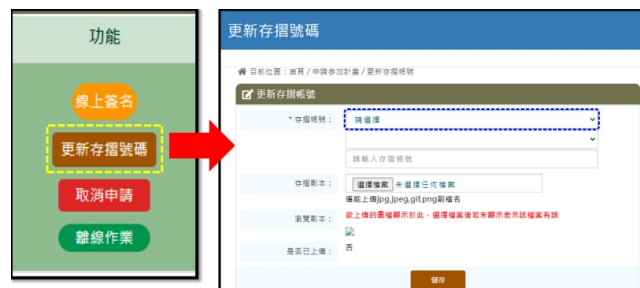 功能
線上簽名
更新存摺號碼
取消申請
離線作業
更新存摺號碼
目前位置：首頁 / 申請參加計畫 / 更新存摺帳號
更新存摺帳號
* 存摺帳號：
請選擇
請輸入存摺帳號
存摺影本：
選擇檔案 未選擇任何檔案
僅能上傳jpg,jpeg,gif,png副檔名
瀏覽影本：
欲上傳的圖檔顯示於此，選擇檔案後若未顯示表示該檔案有誤
是否已上傳：
否
儲存